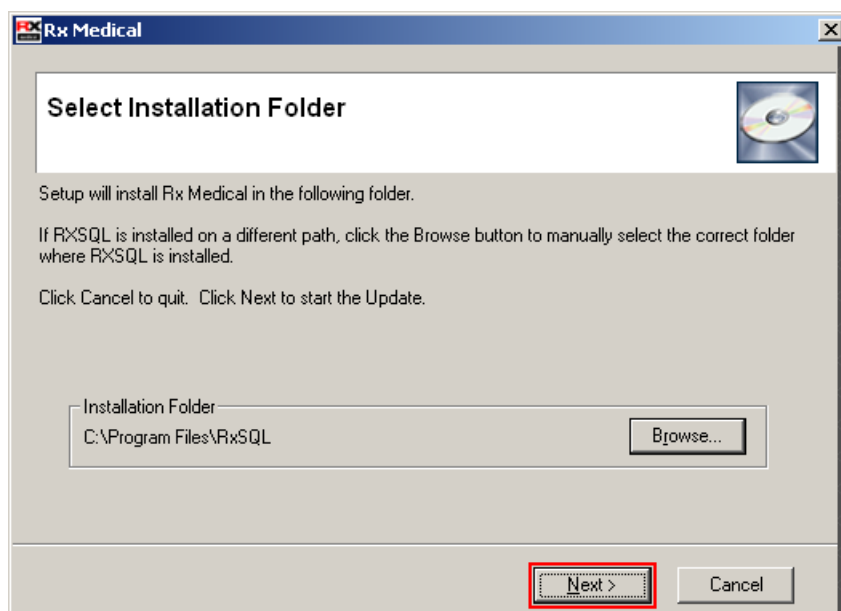 RX Rx Medical
Select Installation Folder
Setup will install Rx Medical in the following folder.
If RXSQL is installed on a different path, click the Browse button to manually select the correct folder
where RXSQL is installed.
Click Cancel to quit.  Click Next to start the Update.
Installation Folder
C:\Program Files\RxSQL
Browse...
Next >
Cancel